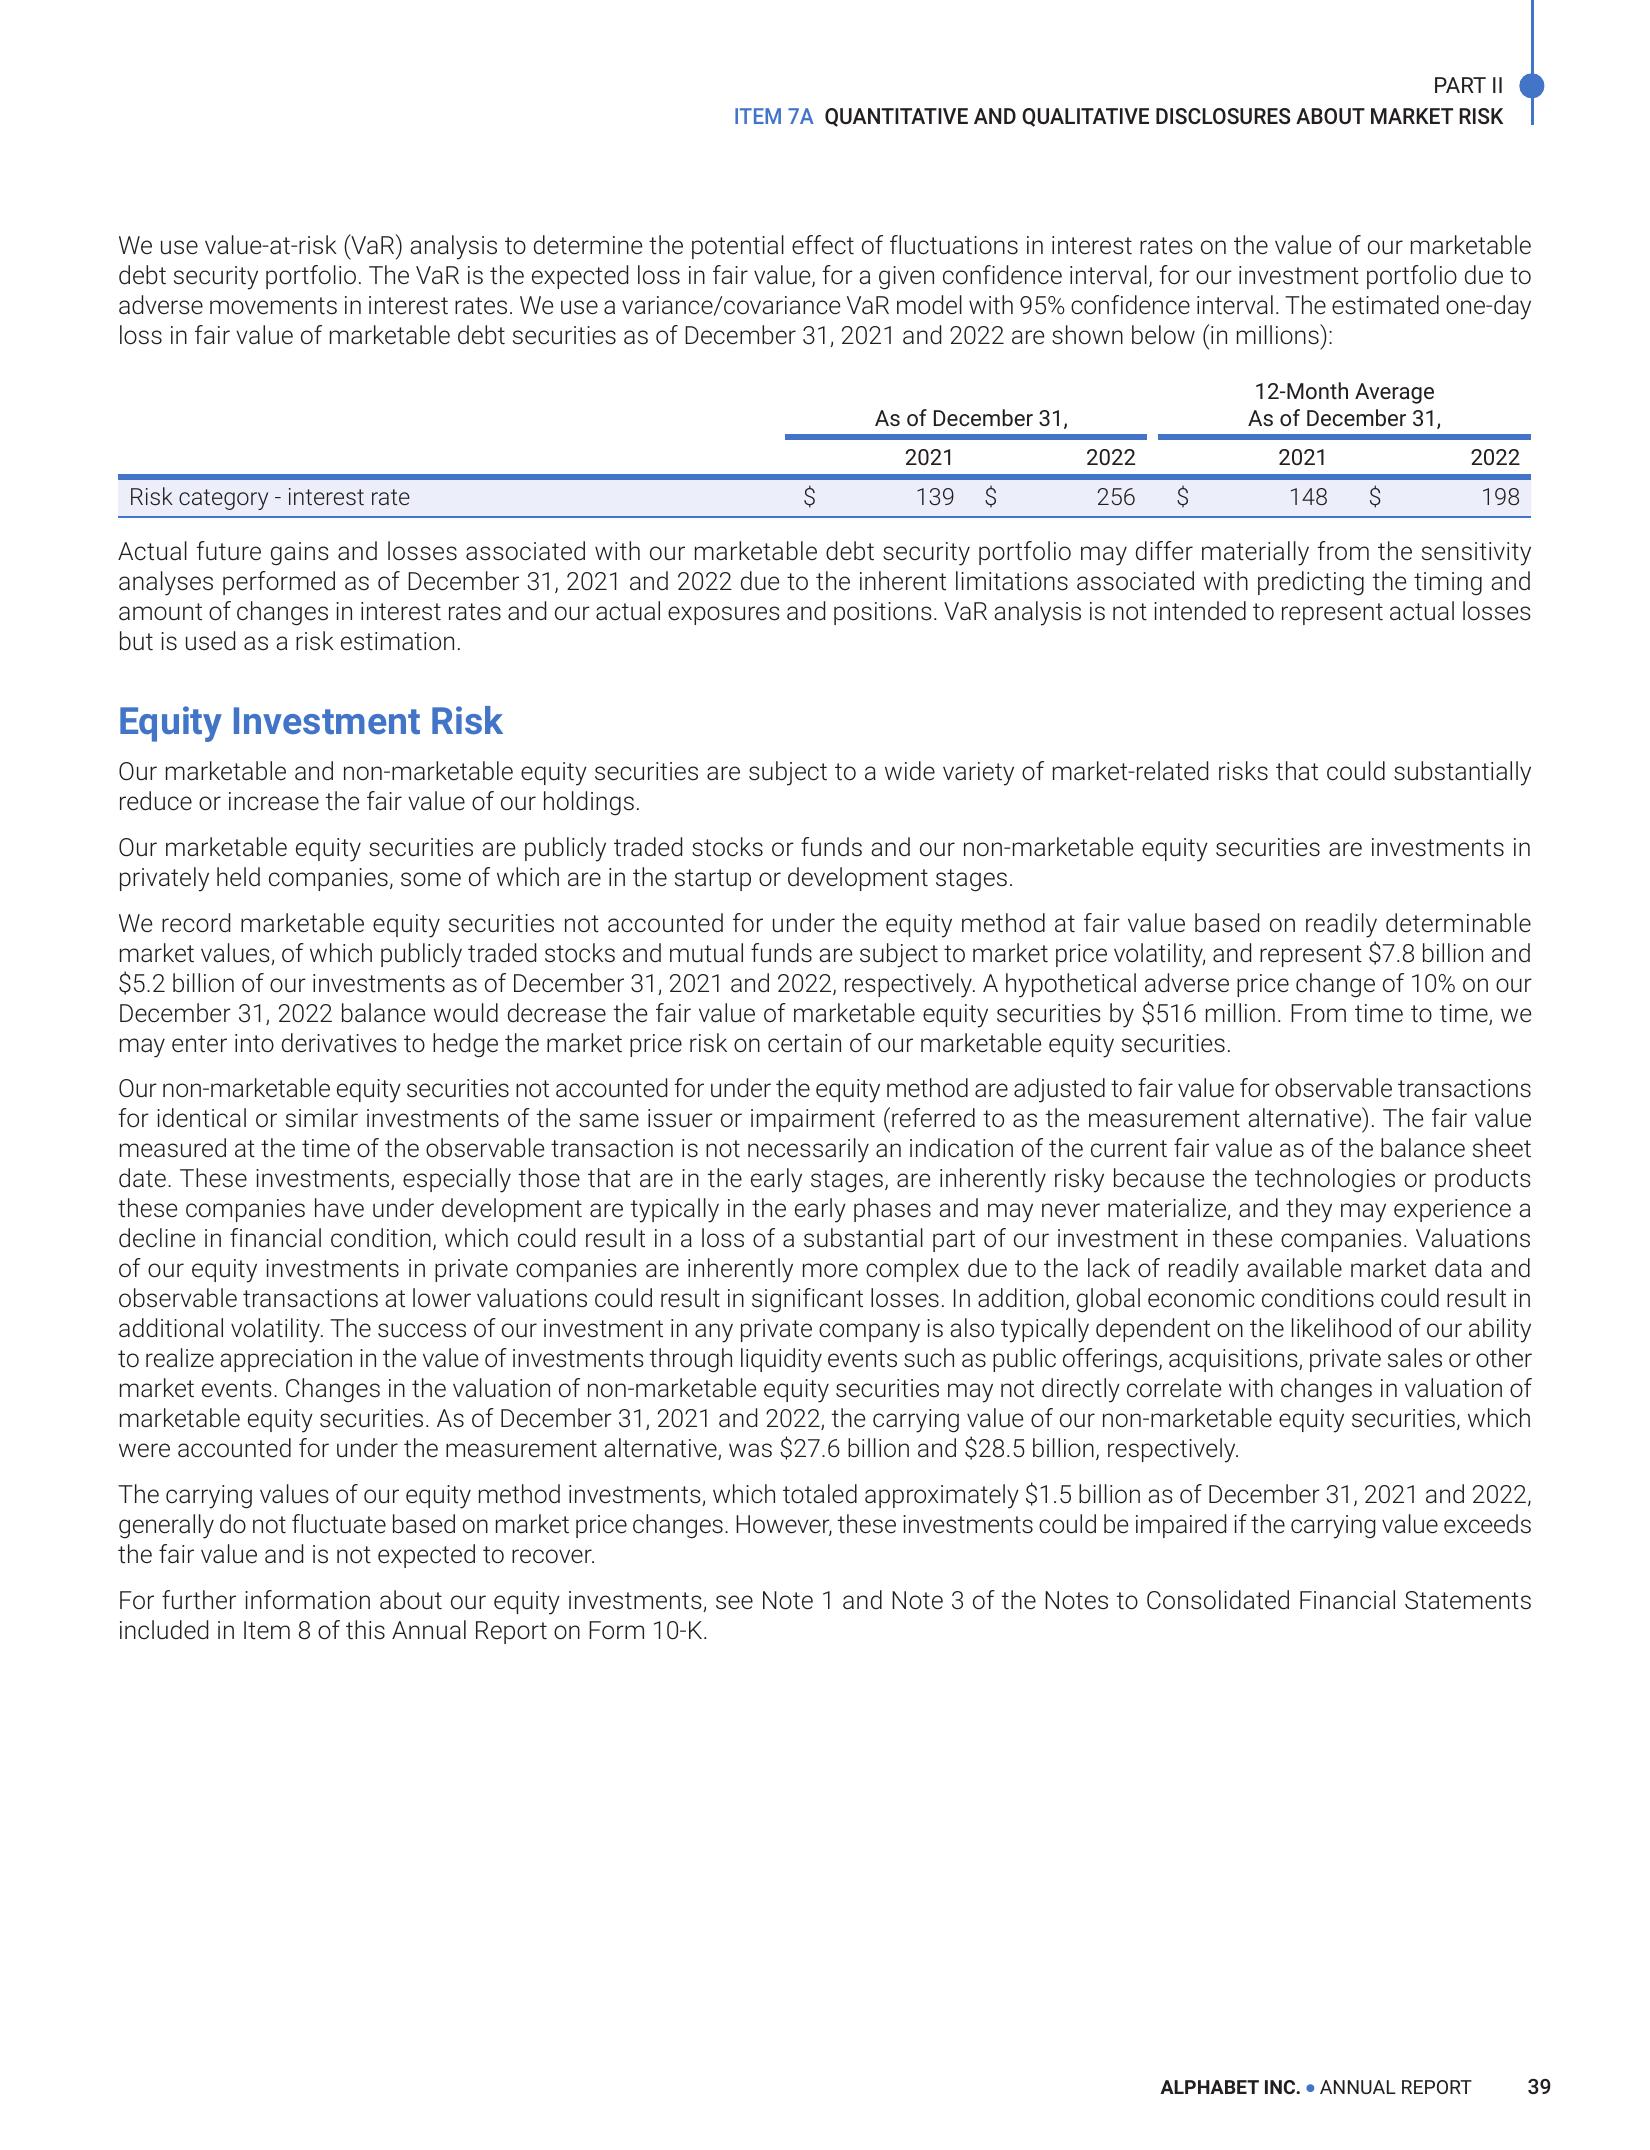 PART II
ITEM 7A QUANTITATIVE AND QUALITATIVE DISCLOSURES ABOUT MARKET RISK
We use value-at-risk (VaR) analysis to determine the potential effect of fluctuations in interest rates on the value of our marketable
debt security portfolio. The VaR is the expected loss in fair value, for a given confidence interval, for our investment portfolio due to
adverse movements in interest rates. We use a variance/covariance VaR model with 95% confidence interval. The estimated one-day
loss in fair value of marketable debt securities as of December 31, 2021 and 2022 are shown below (in millions):
12-Month Average
As of December 31, As of December 31,
2021 2022 2021 2022
Risk category - interest rate $ 139 $ 256 $ 148 $ 198
Actual future gains and losses associated with our marketable debt security portfolio may differ materially from the sensitivity
analyses performed as of December 31, 2021 and 2022 due to the inherent limitations associated with predicting the timing and
amount of changes in interest rates and our actual exposures and positions. VaR analysis is not intended to represent actual losses
but is used as a risk estimation.
Equity Investment Risk
Our marketable and non-marketable equity securities are subject to a wide variety of market-related risks that could substantially
reduce or increase the fair value of our holdings.
Our marketable equity securities are publicly traded stocks or funds and our non-marketable equity securities are investments in
privately held companies, some of which are in the startup or development stages.
We record marketable equity securities not accounted for under the equity method at fair value based on readily determinable
market values, of which publicly traded stocks and mutual funds are subject to market price volatility, and represent $7.8 billion and
$5.2 billion of our investments as of December 31, 2021 and 2022, respectively. A hypothetical adverse price change of 10% on our
December 31, 2022 balance would decrease the fair value of marketable equity securities by $516 million. From time to time, we
may enter into derivatives to hedge the market price risk on certain of our marketable equity securities.
Our non-marketable equity securities not accounted for under the equity method are adjusted to fair value for observable transactions
for identical or similar investments of the same issuer or impairment (referred to as the measurement alternative). The fair value
measured at the time of the observable transaction is not necessarily an indication of the current fair value as of the balance sheet
date. These investments, especially those that are in the early stages, are inherently risky because the technologies or products
these companies have under development are typically in the early phases and may never materialize, and they may experience a
decline in financial condition, which could result in a loss of a substantial part of our investment in these companies. Valuations
of our equity investments in private companies are inherently more complex due to the lack of readily available market data and
observable transactions at lower valuations could result in significant losses. In addition, global economic conditions could result in
additional volatility. The success of our investment in any private company is also typically dependent on the likelihood of our ability
to realize appreciation in the value of investments through liquidity events such as public offerings, acquisitions, private sales or other
market events. Changes in the valuation of non-marketable equity securities may not directly correlate with changes in valuation of
marketable equity securities. As of December 31, 2021 and 2022, the carrying value of our non-marketable equity securities, which
were accounted for under the measurement alternative, was $27.6 billion and $28.5 billion, respectively.
The carrying values of our equity method investments, which totaled approximately $1.5 billion as of December 31, 2021 and 2022,
generally do not fluctuate based on market price changes. However, these investments could be impaired if the carrying value exceeds
the fair value and is not expected to recover.
For further information about our equity investments, see Note 1 and Note 3 of the Notes to Consolidated Financial Statements
included in Item 8 of this Annual Report on Form 10-K.
ALPHABET INC. • ANNUAL REPORT 39